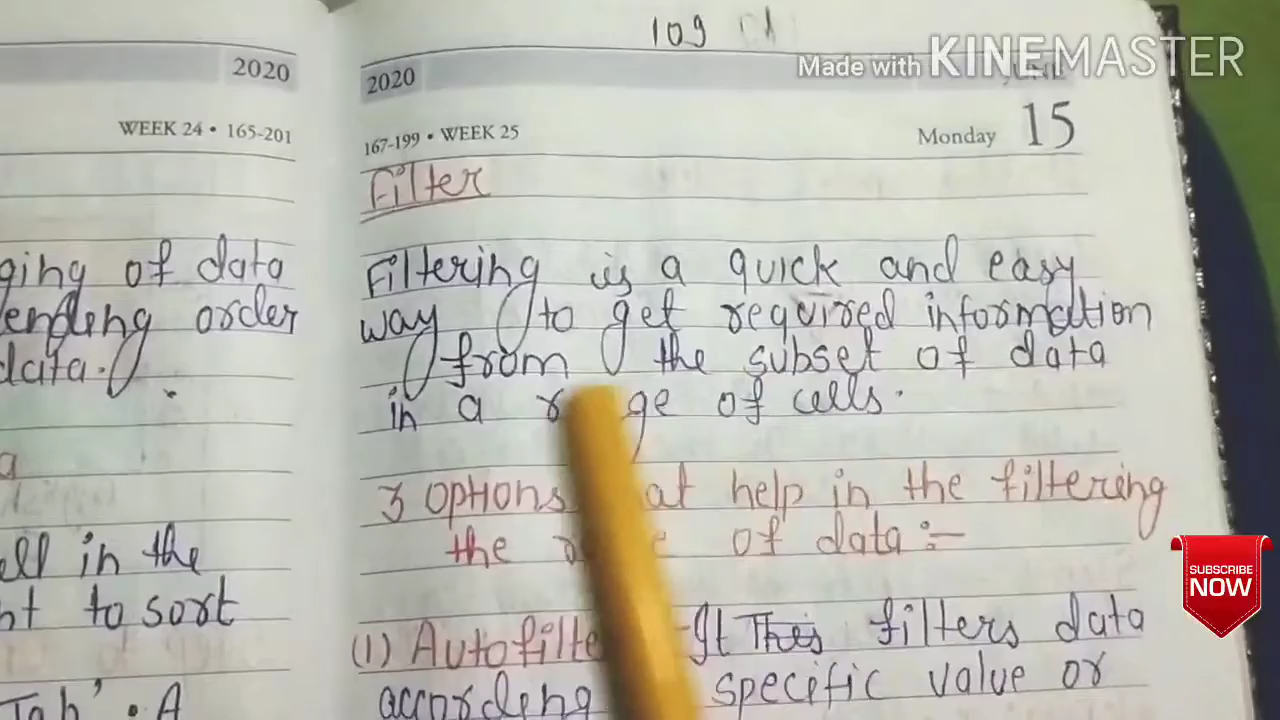 109
Made with KINEMASTER
2020
WEEK 24 • 165-201
ging of data
ending order
data.
a
ell in the
nt to sort
Tab'. A
2020
JUNE
167-199 • WEEK 25
Monday 15
Filter
Filtering is a quick and easy
way to get required information
from the subset of data
in a ge of cells.
3 options at help in the filtering
the of data :-
(1) Autofilte - It This filters data
according specific value or
SUBSCRIBE
NOW